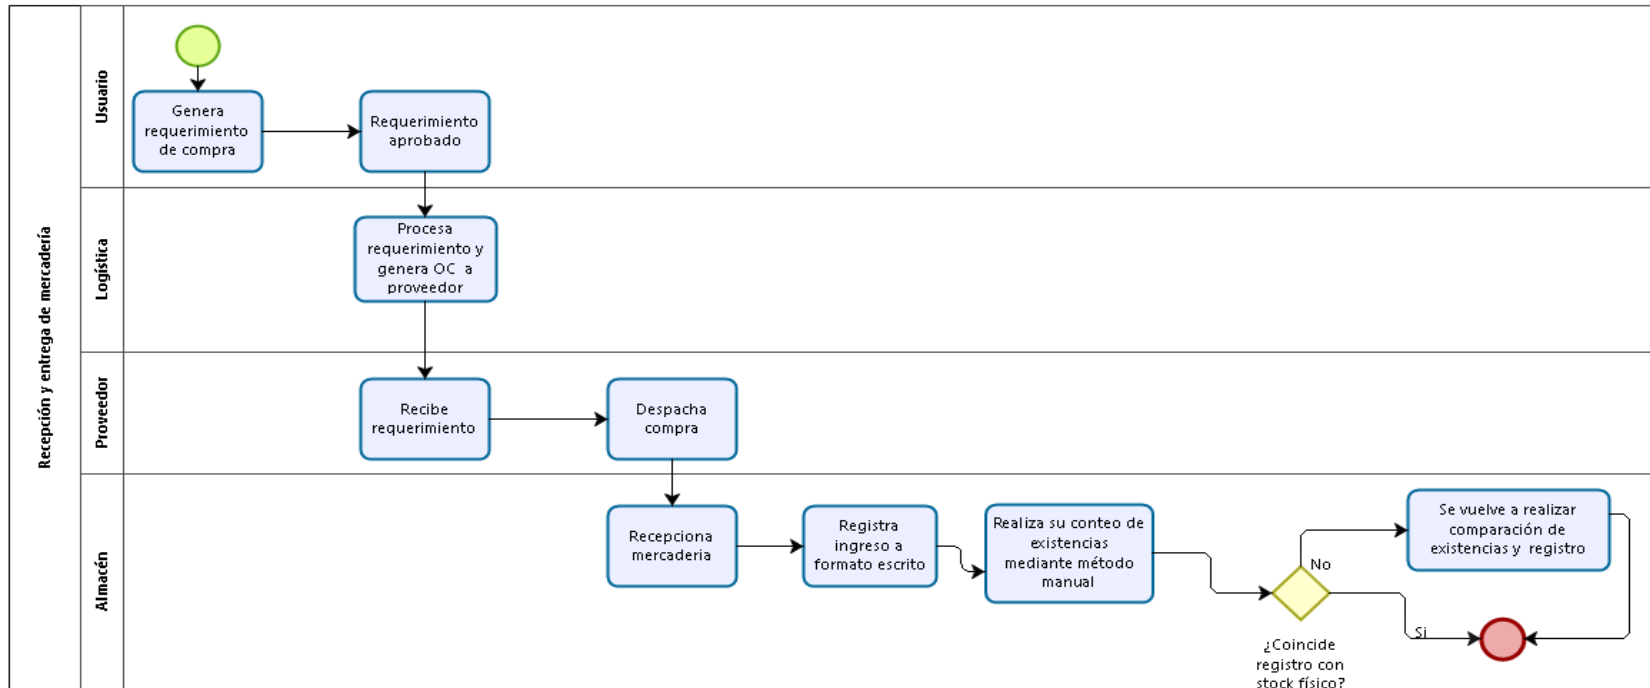 Recepción y entrega de mercadería
Usuario
Genera
requerimiento
de compra
Requerimiento
aprobado
Logística
Procesa
requerimiento y
genera OC a
proveedor
Proveedor
Recibe
requerimiento
Despacha
compra
Almacén
Recepciona
mercaderia
Registra
ingreso a
formato escrito
Realiza su conteo de
existencias
mediante método
manual
¿Coincide
registro con
stock físico?
No
Se vuelve a realizar
comparación de
existencias y registro
Si